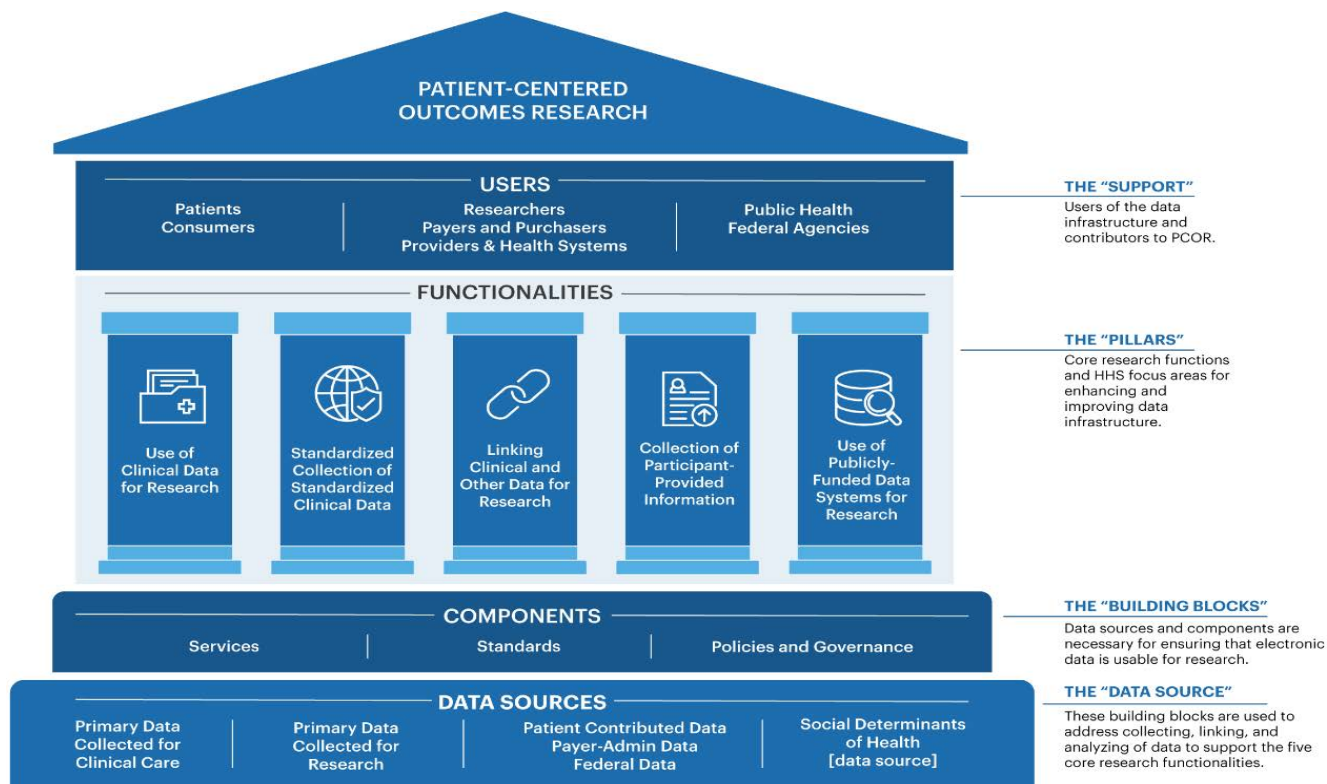 PATIENT-CENTERED
OUTCOMES RESEARCH
USERS
Patients
Consumers
Researchers
Payers and Purchasers
Providers & Health Systems
Public Health
Federal Agencies
THE “SUPPORT”
Users of the data
infrastructure and
contributors to PCOR.
FUNCTIONALITIES
Use of
Clinical Data
for Research
Standardized
Collection of
Standardized
Clinical Data
Linking
Clinical and
Other Data for
Research
Collection of
Participant-
Provided
Information
Use of
Publicly-
Funded Data
Systems for
Research
THE “PILLARS”
Core research functions
and HHS focus areas for
enhancing and
improving data
infrastructure.
COMPONENTS
Services
Standards
Policies and Governance
THE “BUILDING BLOCKS”
Data sources and components are
necessary for ensuring that electronic
data is usable for research.
DATA SOURCES
Primary Data
Collected for
Clinical Care
Primary Data
Collected for
Research
Patient Contributed Data
Payer-Admin Data
Federal Data
Social Determinants
of Health
[data source]
THE “DATA SOURCE”
These building blocks are used to
address collecting, linking, and
analyzing of data to support the five
core research functionalities.